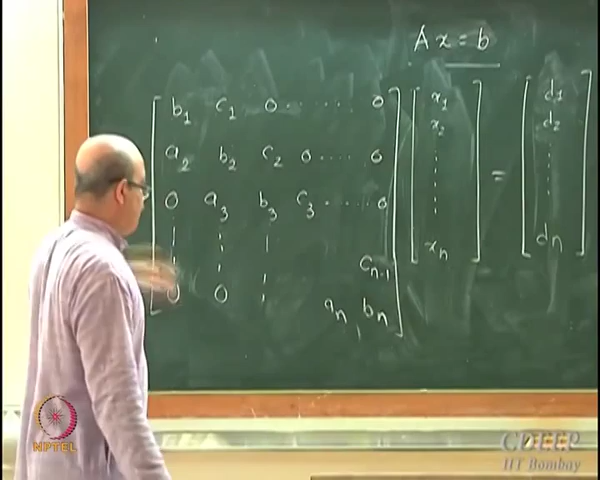 Ax = b
b₁ c₁ 0 ...... 0 x₁ d₁
a₂ b₂ c₂ 0 ..... 0 x₂ d₂
0 a₃ b₃ c₃ ..... 0 =
cₙ₋₁ xₙ dₙ
0 0 aₙ, bₙ
NPTEL
CDEEP
IIT Bombay